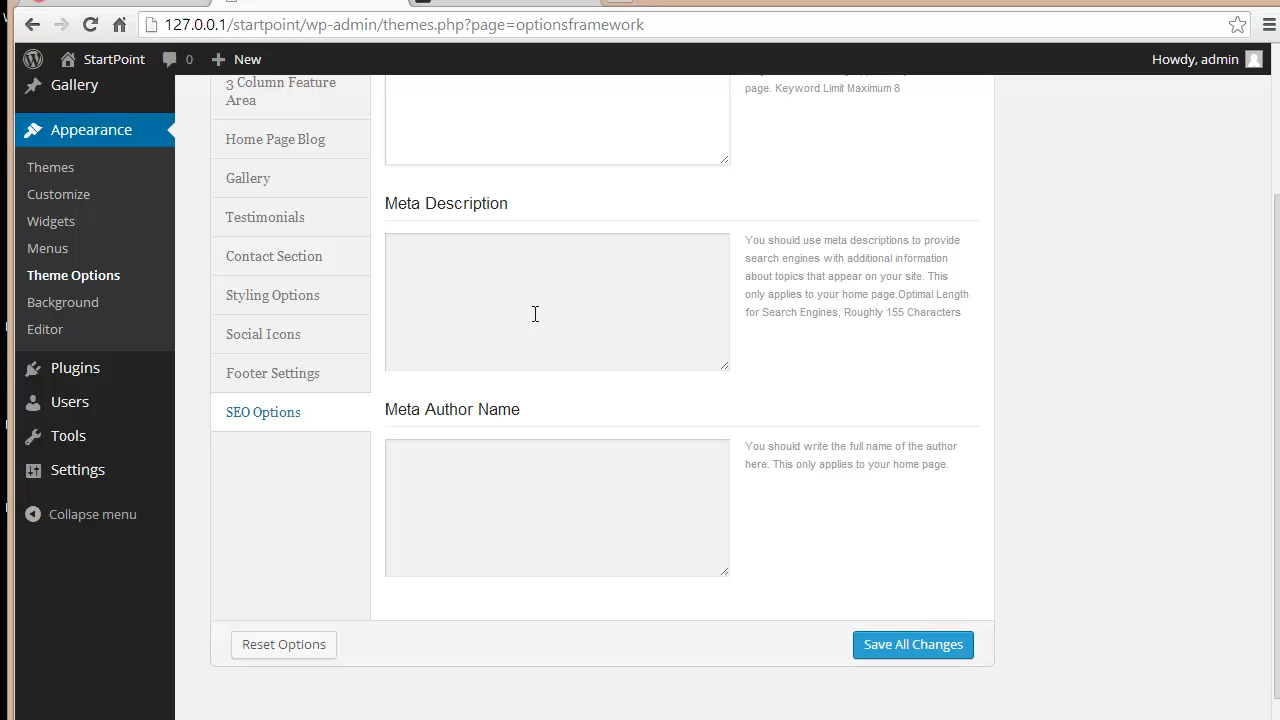 127.0.0.1/startpoint/wp-admin/themes.php?page=optionsframework
StartPoint
0
New
Howdy, admin
Gallery
Appearance
Themes
Customize
Widgets
Menus
Theme Options
Background
Editor
Plugins
Users
Tools
Settings
Collapse menu
3 Column Feature
Area
Home Page Blog
Gallery
Testimonials
Contact Section
Styling Options
Social Icons
Footer Settings
SEO Options
page. Keyword Limit Maximum 8
Meta Description
You should use meta descriptions to provide
search engines with additional information
about topics that appear on your site. This
only applies to your home page.Optimal Length
for Search Engines, Roughly 155 Characters
Meta Author Name
You should write the full name of the author
here. This only applies to your home page.
Reset Options
Save All Changes